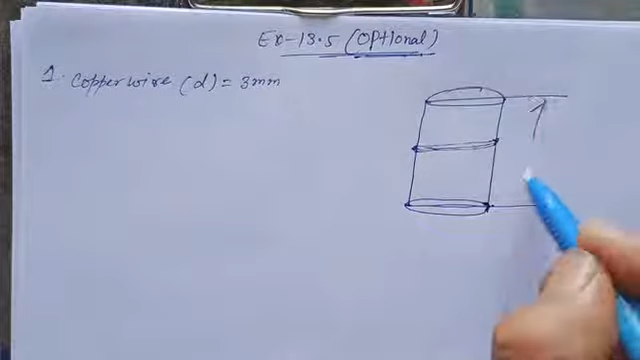 Ex-13.5 (Optional)
1. Copper wire (d) = 3mm